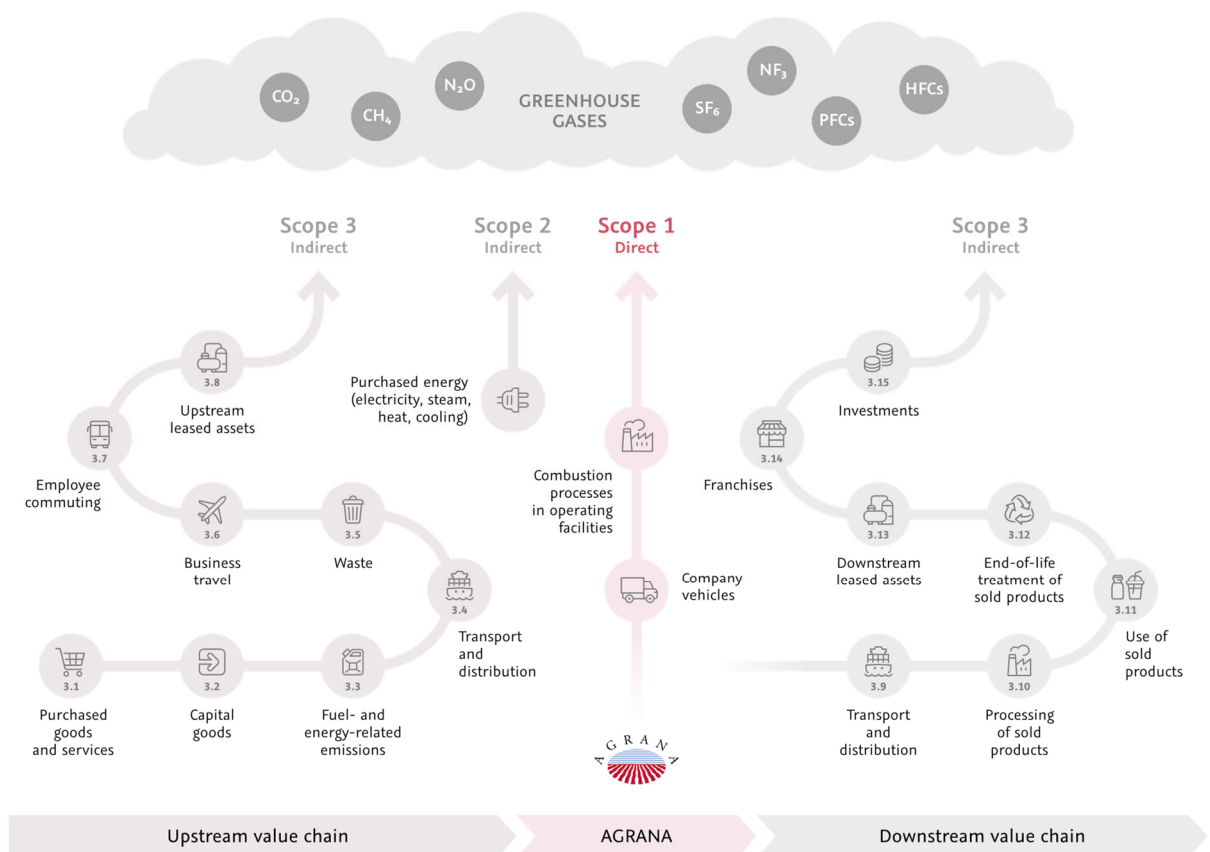 CO₂
CH₄
N₂O
GREENHOUSE
GASES
SF₆
NF₃
PFCs
HFCs
Scope 3
Indirect
Scope 2
Indirect
Scope 1
Direct
Scope 3
Indirect
3.8
Upstream
leased assets
3.7
Employee
commuting
3.6
Business
travel
3.5
Waste
3.4
Transport
and
distribution
3.1
Purchased
goods
and services
3.2
Capital
goods
3.3
Fuel- and
energy-related
emissions
Purchased energy
(electricity, steam,
heat, cooling)
Combustion
processes
in operating
facilities
Company
vehicles
AGRANA
3.15
Investments
3.14
Franchises
3.13
Downstream
leased assets
3.12
End-of-life
treatment of
sold products
3.11
Use of
sold
products
3.9
Transport
and
distribution
3.10
Processing
of sold
products
Upstream value chain
AGRANA
Downstream value chain